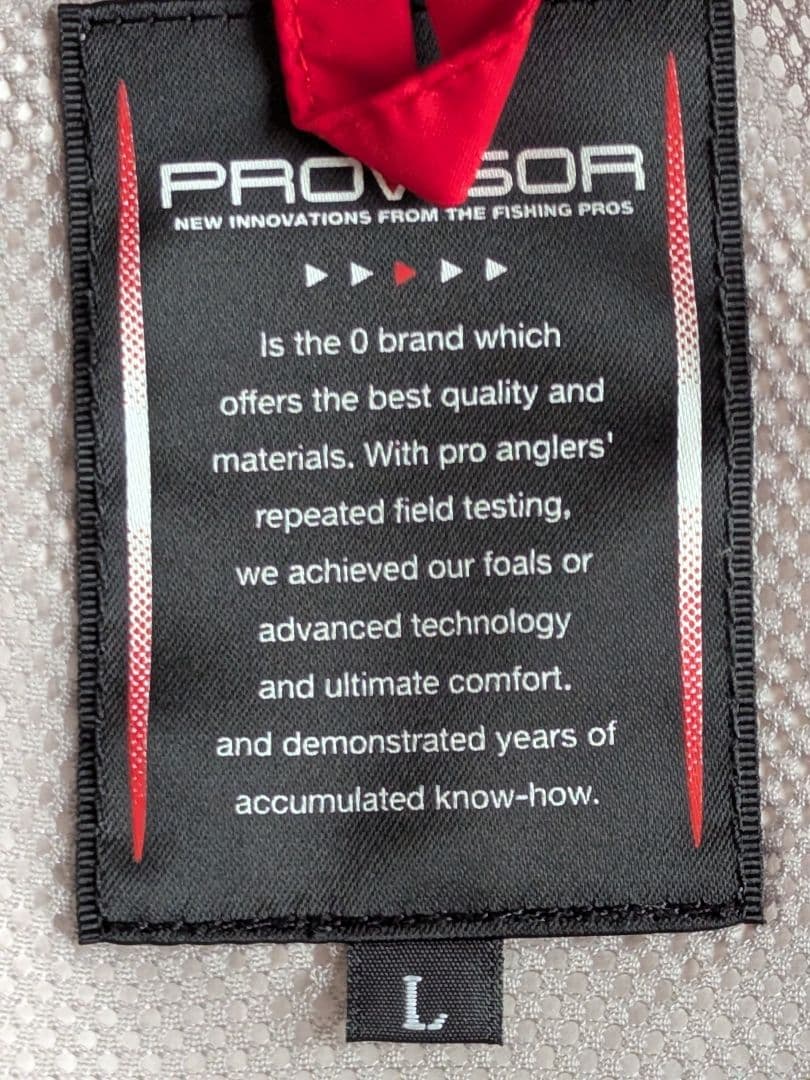 PROVISOR
NEW INNOVATIONS FROM THE FISHING PROS
Is the 0 brand which
offers the best quality and
materials. With pro anglers'
repeated field testing,
we achieved our foals or
advanced technology
and ultimate comfort.
and demonstrated years of
accumulated know-how.
L